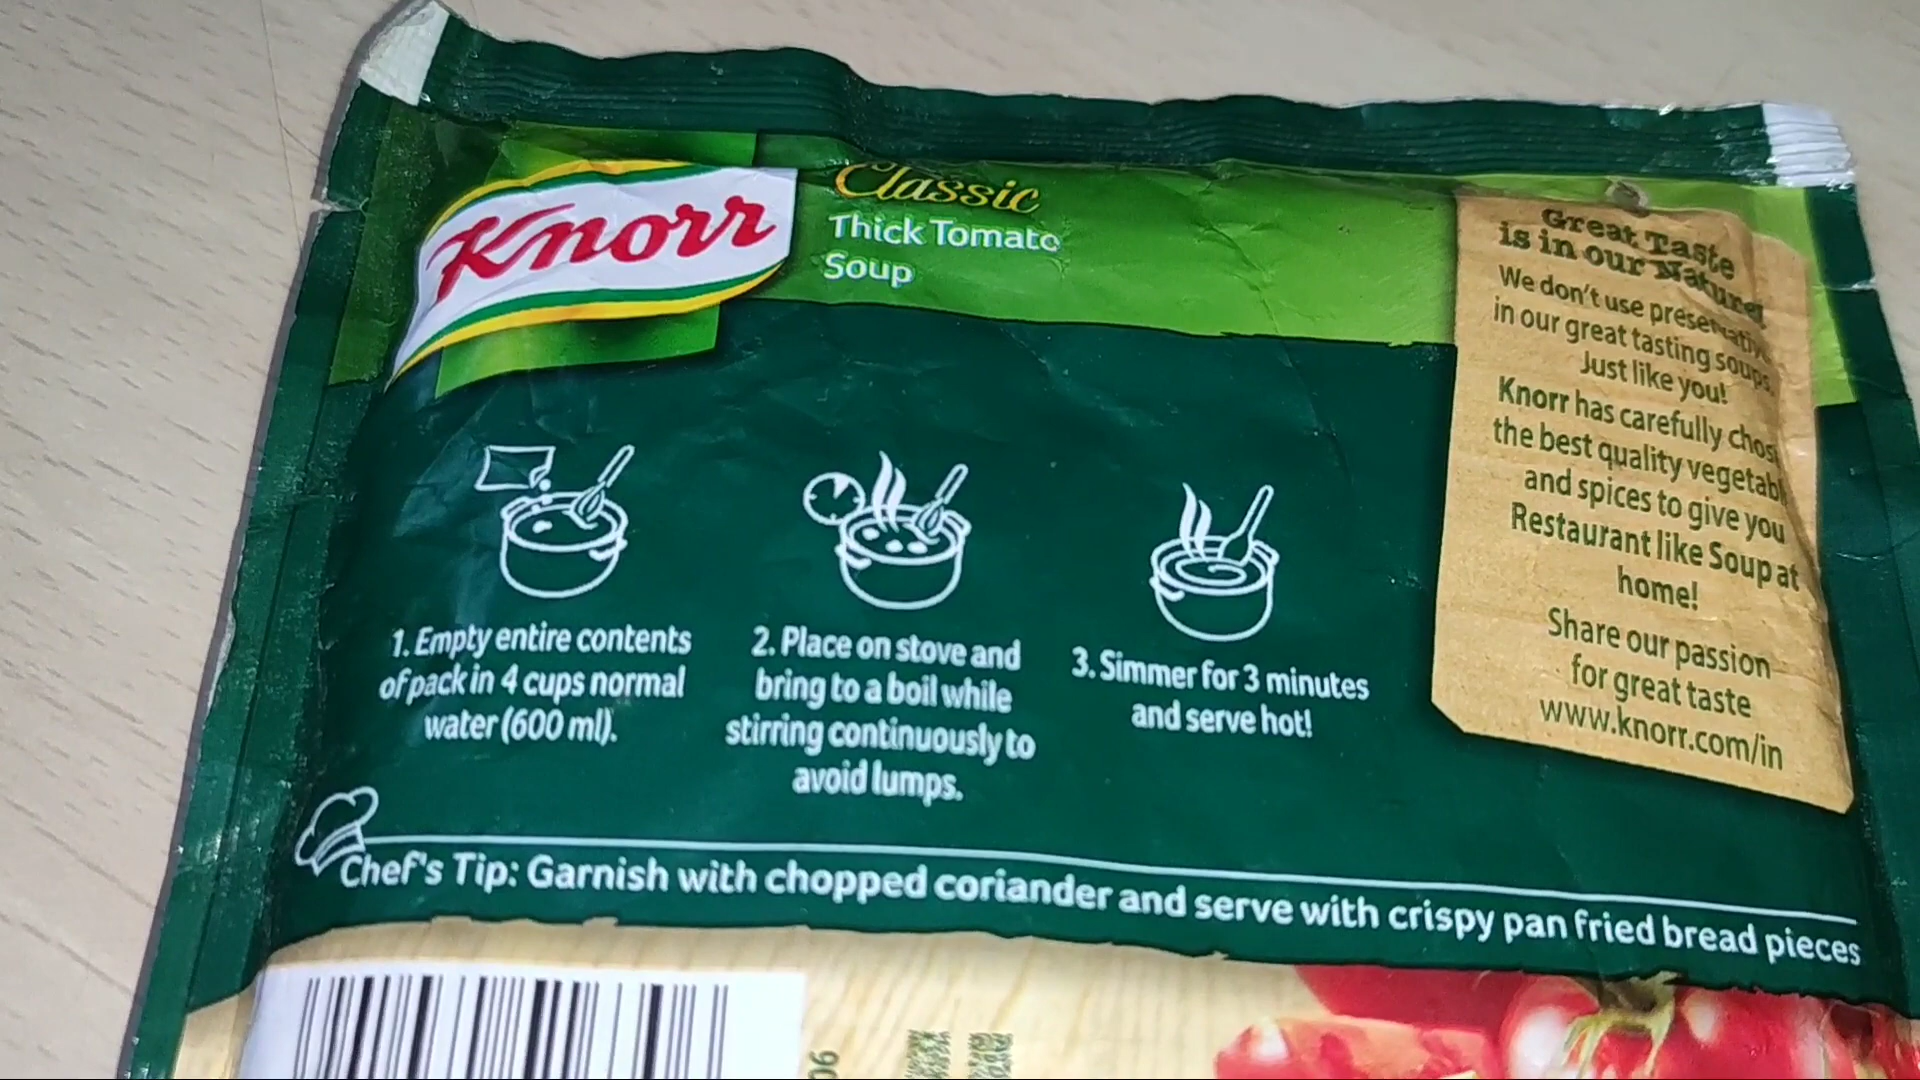 Knorr
Classic
Thick Tomato
Soup
Great Taste
is in our Nature!
We don't use
in our great tasting soups.
Just like you!
Knorr has carefully
the best quality
and spices to give you
Restaurant like Soup at
home!
Share our passion
for great taste
www.knorr.com/in
1. Empty entire contents
of pack in 4 cups normal
water (600 ml).
2. Place on stove and
bring to a boil while
stirring continuously to
avoid lumps.
3. Simmer for 3 minutes
and serve hot!
Chef's Tip: Garnish with chopped coriander and serve with crispy pan fried bread pieces